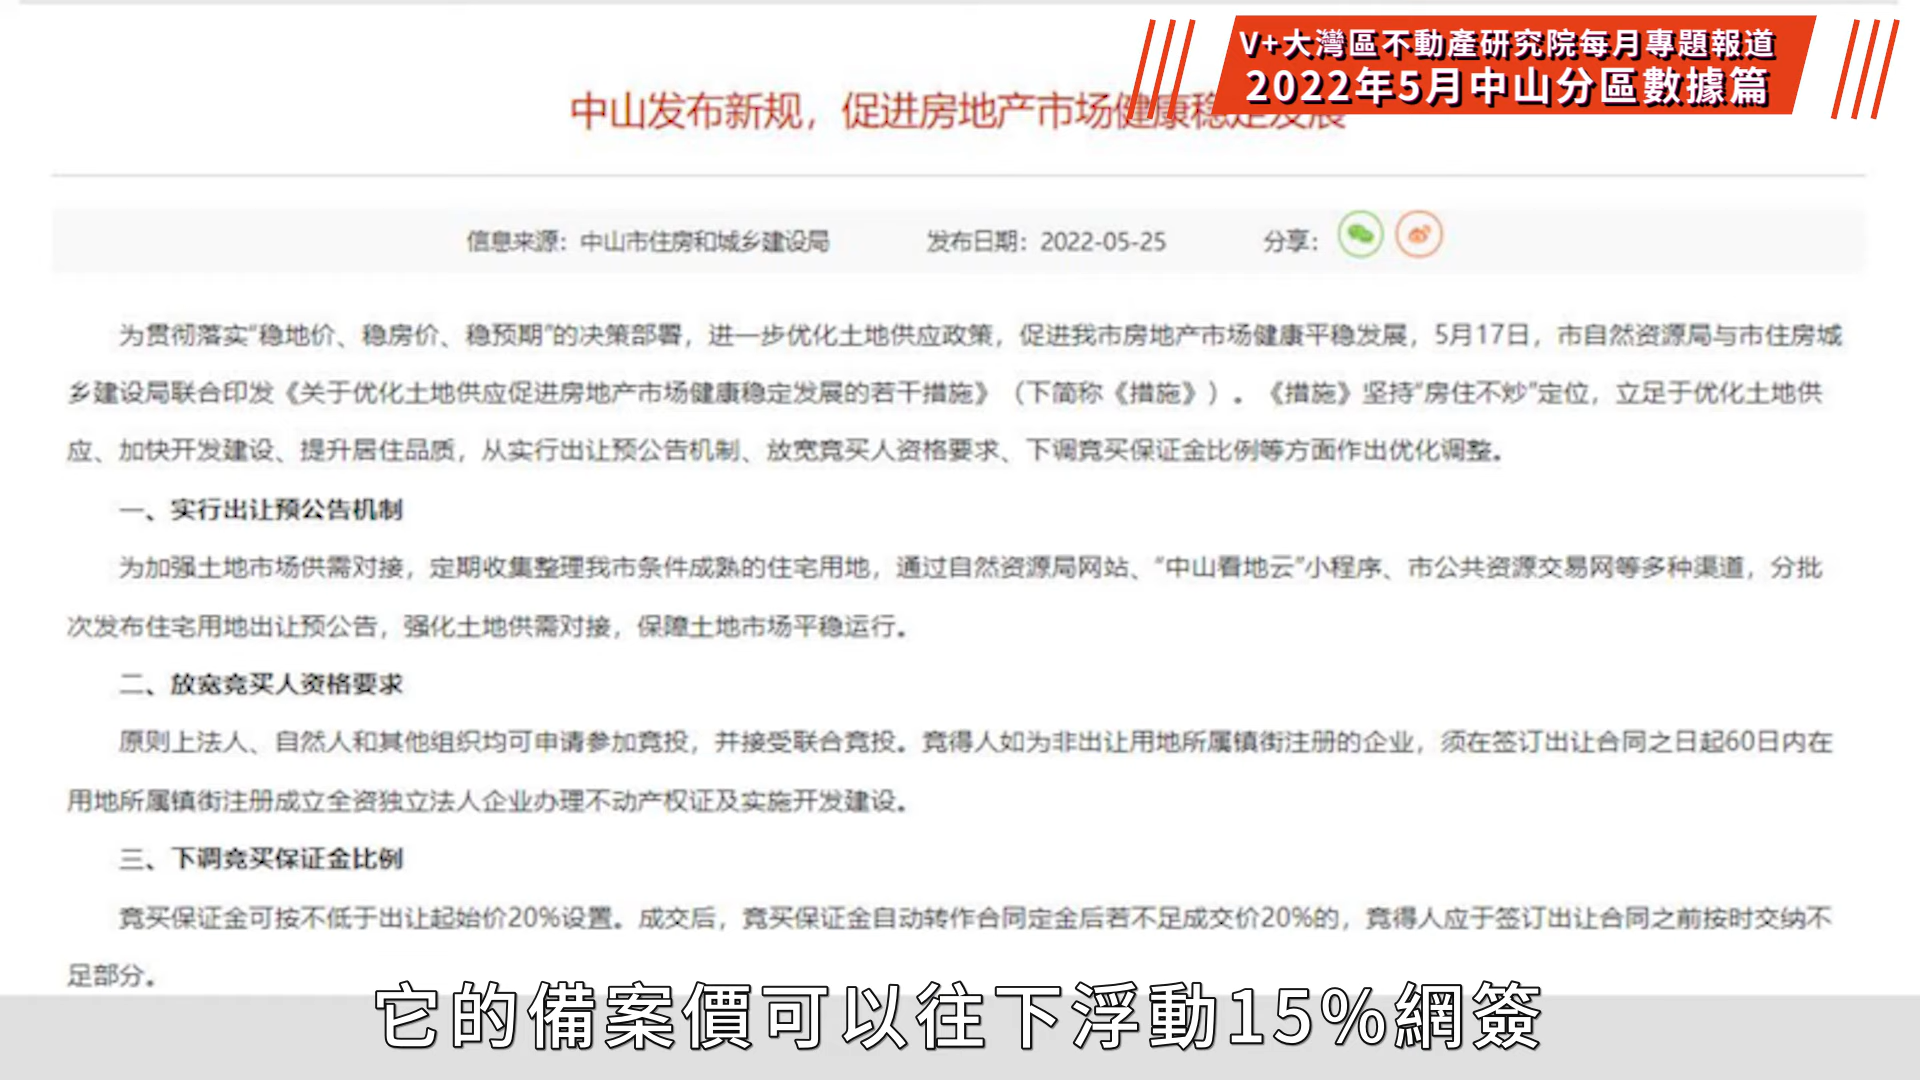 V+大灣區不動產研究院每月專題報道
2022年5月中山分區數據篇
中山发布新规，促进房地产市场健康稳定发展
信息来源：中山市住房和城乡建设局 发布日期：2022-05-25 分享：
为贯彻落实“稳地价、稳房价、稳预期”的决策部署，进一步优化土地供应政策，促进我市房地产市场健康平稳发展，5月17日，市自然资源局与市住房城
乡建设局联合印发《关于优化土地供应促进房地产市场健康稳定发展的若干措施》（下简称《措施》）。《措施》坚持“房住不炒”定位，立足于优化土地供
应、加快开发建设、提升居住品质，从实行出让预公告机制、放宽竞买人资格要求、下调竞买保证金比例等方面作出优化调整。
一、实行出让预公告机制
为加强土地市场供需对接，定期收集整理我市条件成熟的住宅用地，通过自然资源局网站、“中山看地云”小程序、市公共资源交易网等多种渠道，分批
次发布住宅用地出让预公告，强化土地供需对接，保障土地市场平稳运行。
二、放宽竞买人资格要求
原则上法人、自然人和其他组织均可申请参加竞投，并接受联合竞投。竞得人如为非出让用地所属镇街注册的企业，须在签订出让合同之日起60日内在
用地所属镇街注册成立全资独立法人企业办理不动产权证及实施开发建设。
三、下调竞买保证金比例
竞买保证金可按不低于出让起始价20%设置。成交后，竞买保证金自动转作合同定金后若不足成交价20%的，竞得人应于签订出让合同之前按时交纳不
足部分。
它的備案價可以往下浮動15%網簽